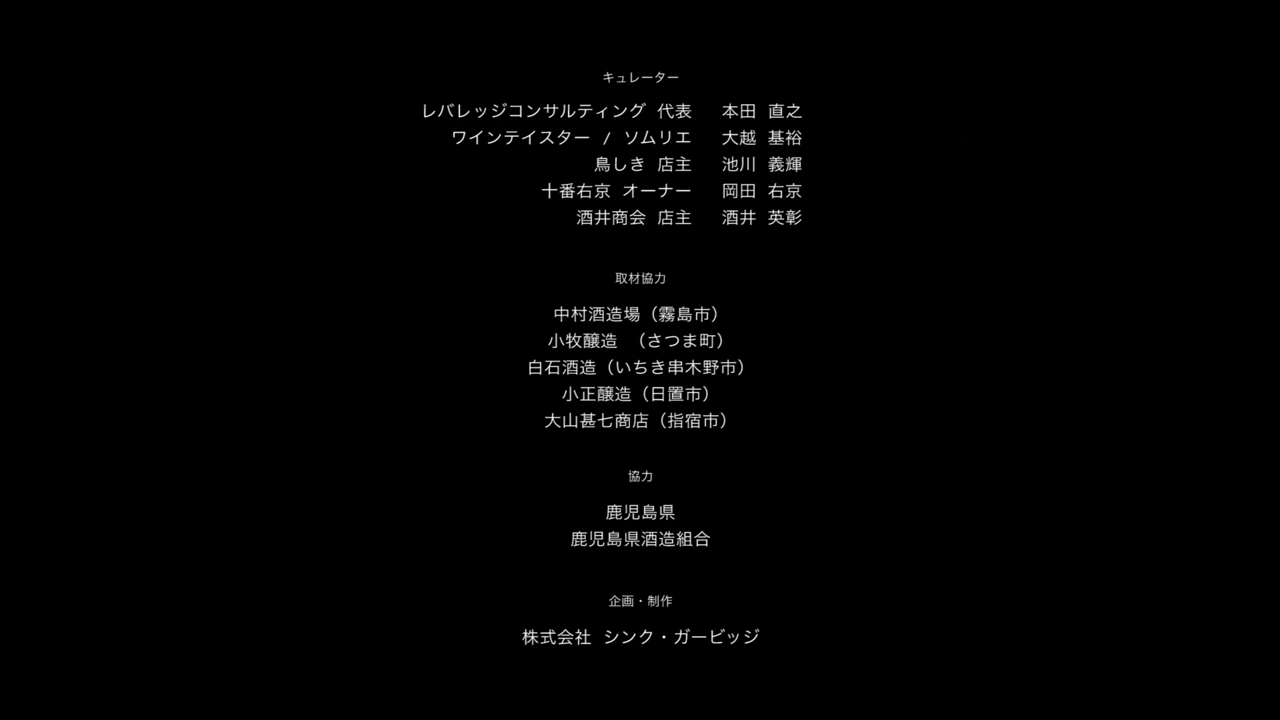 キュレーター
レバレッジコンサルティング 代表 本田 直之
ワインテイスター / ソムリエ 大越 基裕
鳥しき 店主 池川 義輝
十番右京 オーナー 岡田 右京
酒井商会 店主 酒井 英彰
取材協力
中村酒造場（霧島市）
小牧醸造 （さつま町）
白石酒造（いちき串木野市）
小正醸造（日置市）
大山甚七商店（指宿市）
協力
鹿児島県
鹿児島県酒造組合
企画・制作
株式会社 シンク・ガービッジ